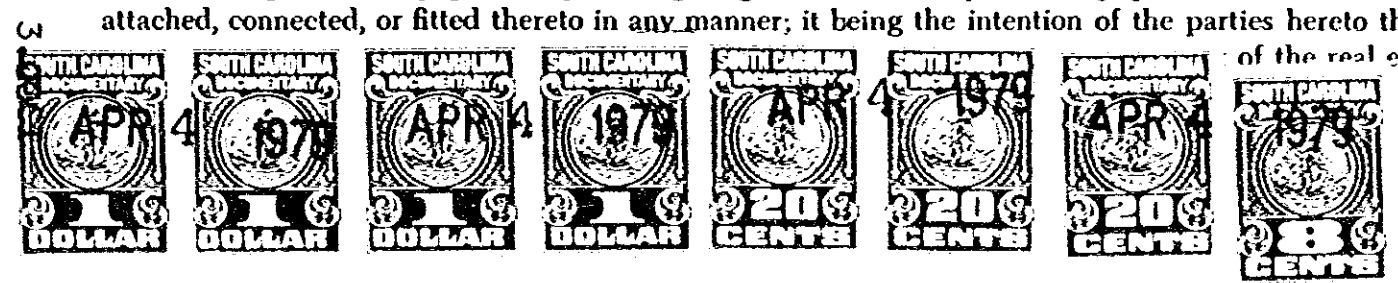 attached, connected, or fitted thereto in any manner; it being the intention of the parties hereto th
of the real e
SOUTH CAROLINA SOUTH CAROLINA SOUTH CAROLINA SOUTH CAROLINA SOUTH CAROLINA SOUTH CAROLINA SOUTH CAROLINA SOUTH CAROLINA
DOCUMENTARY DOCUMENTARY DOCUMENTARY DOCUMENTARY DOCUMENTARY DOCUMENTARY DOCUMENTARY DOCUMENTARY
APR 4 1979 APR 4 1979 APR 4 1979 APR 4 1979
1 1 1 1 20 20 20 8
DOLLAR DOLLAR DOLLAR DOLLAR CENTS CENTS CENTS CENTS